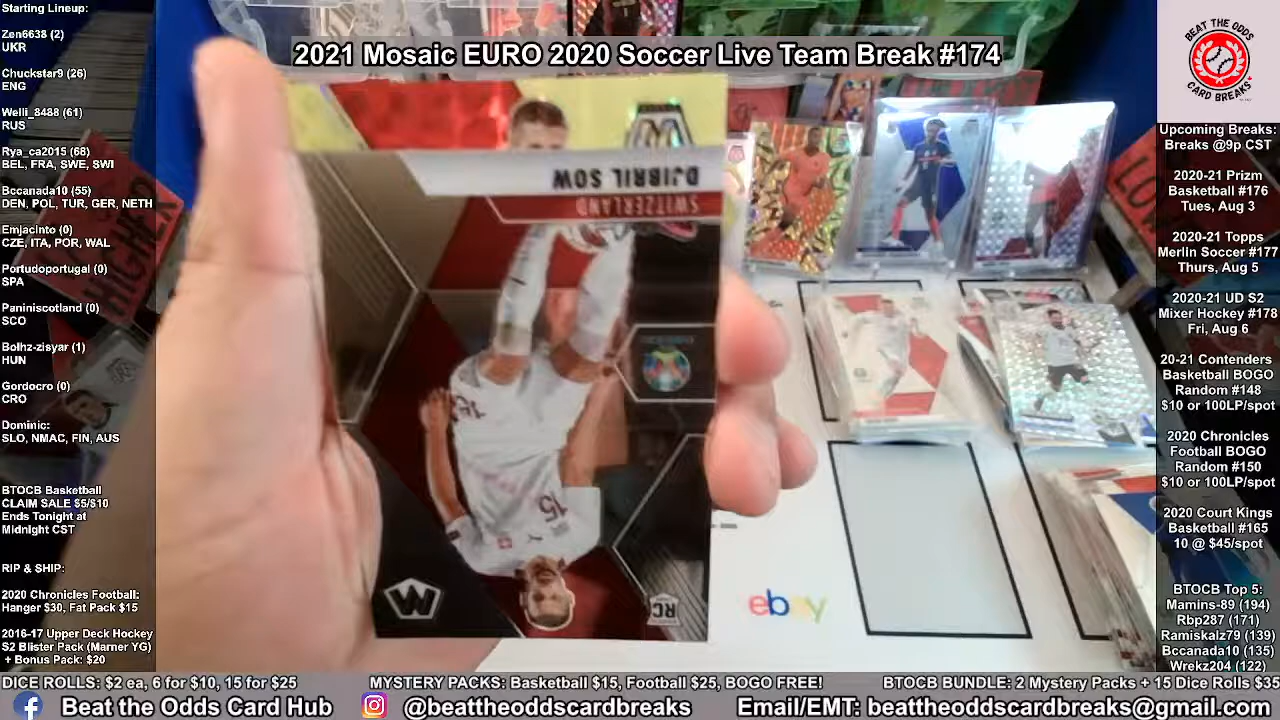 Starting Lineup:
Zen6638 (2)
UKR
Chuckster9 (26)
ENG
Welli_8488 (61)
RUS
Rya_ca2015 (68)
BEL, FRA, SWE, SWI
Bccanada10 (55)
DEN, POL, TUR, GER, NETH
Emjacinto (0)
CZE, ITA, POR, WAL
Portudoportugal (0)
SPA
Paniniscotland (0)
SCO
Bolhz-zisyar (1)
HUN
Gordocro (0)
CRO
Dominic:
SLO, NMAC, FIN, AUS
BTOCB Basketball
CLAIM SALE $5/$10
Ends Tonight at
Midnight CST
RIP & SHIP:
2020 Chronicles Football:
Hanger $30, Fat Pack $15
2016-17 Upper Deck Hockey
S2 Blister Pack (Marner YG)
+ Bonus Pack: $20
2021 Mosaic EURO 2020 Soccer Live Team Break #174
DJIBRIL SOW
SWITZERLAND
15
RC
HIGHER
ebay
BEAT THE ODDS
CARD BREAKS
Upcoming Breaks:
Breaks @9p CST
2020-21 Prizm
Basketball #176
Tues, Aug 3
2020-21 Topps
Merlin Soccer #177
Thurs, Aug 5
2020-21 UD S2
Mixer Hockey #178
Fri, Aug 6
20-21 Contenders
Basketball BOGO
Random #148
$10 or 100LP/spot
2020 Chronicles
Football BOGO
Random #150
$10 or 100LP/spot
2020 Court Kings
Basketball #165
10 @ $45/spot
BTOCB Top 5:
Mamins-89 (194)
Rbp287 (171)
Ramiskalz79 (139)
Bccanada10 (135)
Wrekz204 (122)
DICE ROLLS: $2 ea, 6 for $10, 15 for $25
MYSTERY PACKS: Basketball $15, Football $25, BOGO FREE!
BTOCB BUNDLE: 2 Mystery Packs + 15 Dice Rolls $35
Beat the Odds Card Hub
@beattheoddscardbreaks
Email/EMT: beattheoddscardbreaks@gmail.com